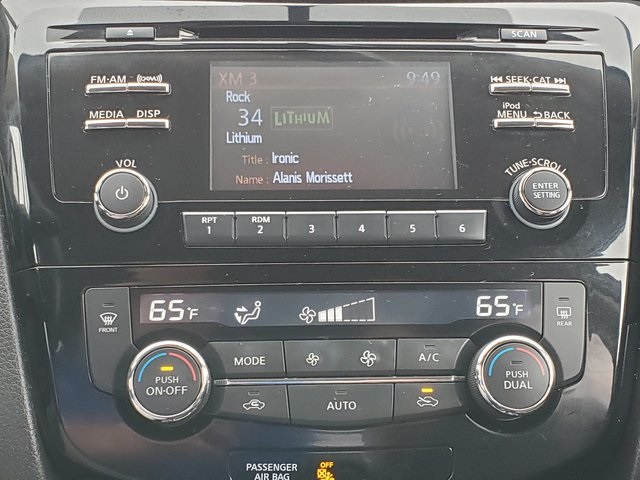 SCAN
FM·AM
XM 3 9:49
SEEK·CAT
Rock
34 LITHIUM
Lithium
Title : Ironic
Name : Alanis Morissett
MEDIA DISP
iPod
MENU BACK
VOL
TUNE·SCROLL
ENTER
SETTING
RPT
1
RDM
2
3
4
5
6
65°F
65°F
FRONT
REAR
PUSH
ON·OFF
MODE
A/C
PUSH
DUAL
AUTO
PASSENGER
AIR BAG
OFF